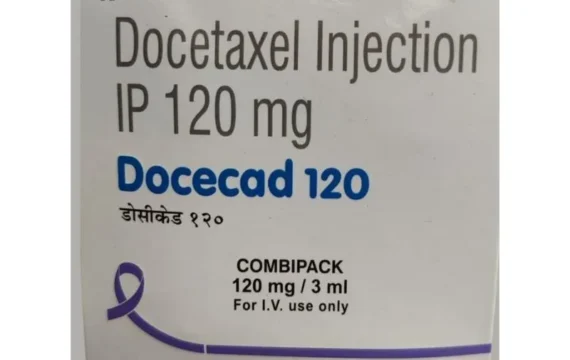 Docetaxel Injection
IP 120 mg
Docecad 120
डोसीकेड १२०
COMBIPACK
120 mg / 3 ml
For I.V. use only